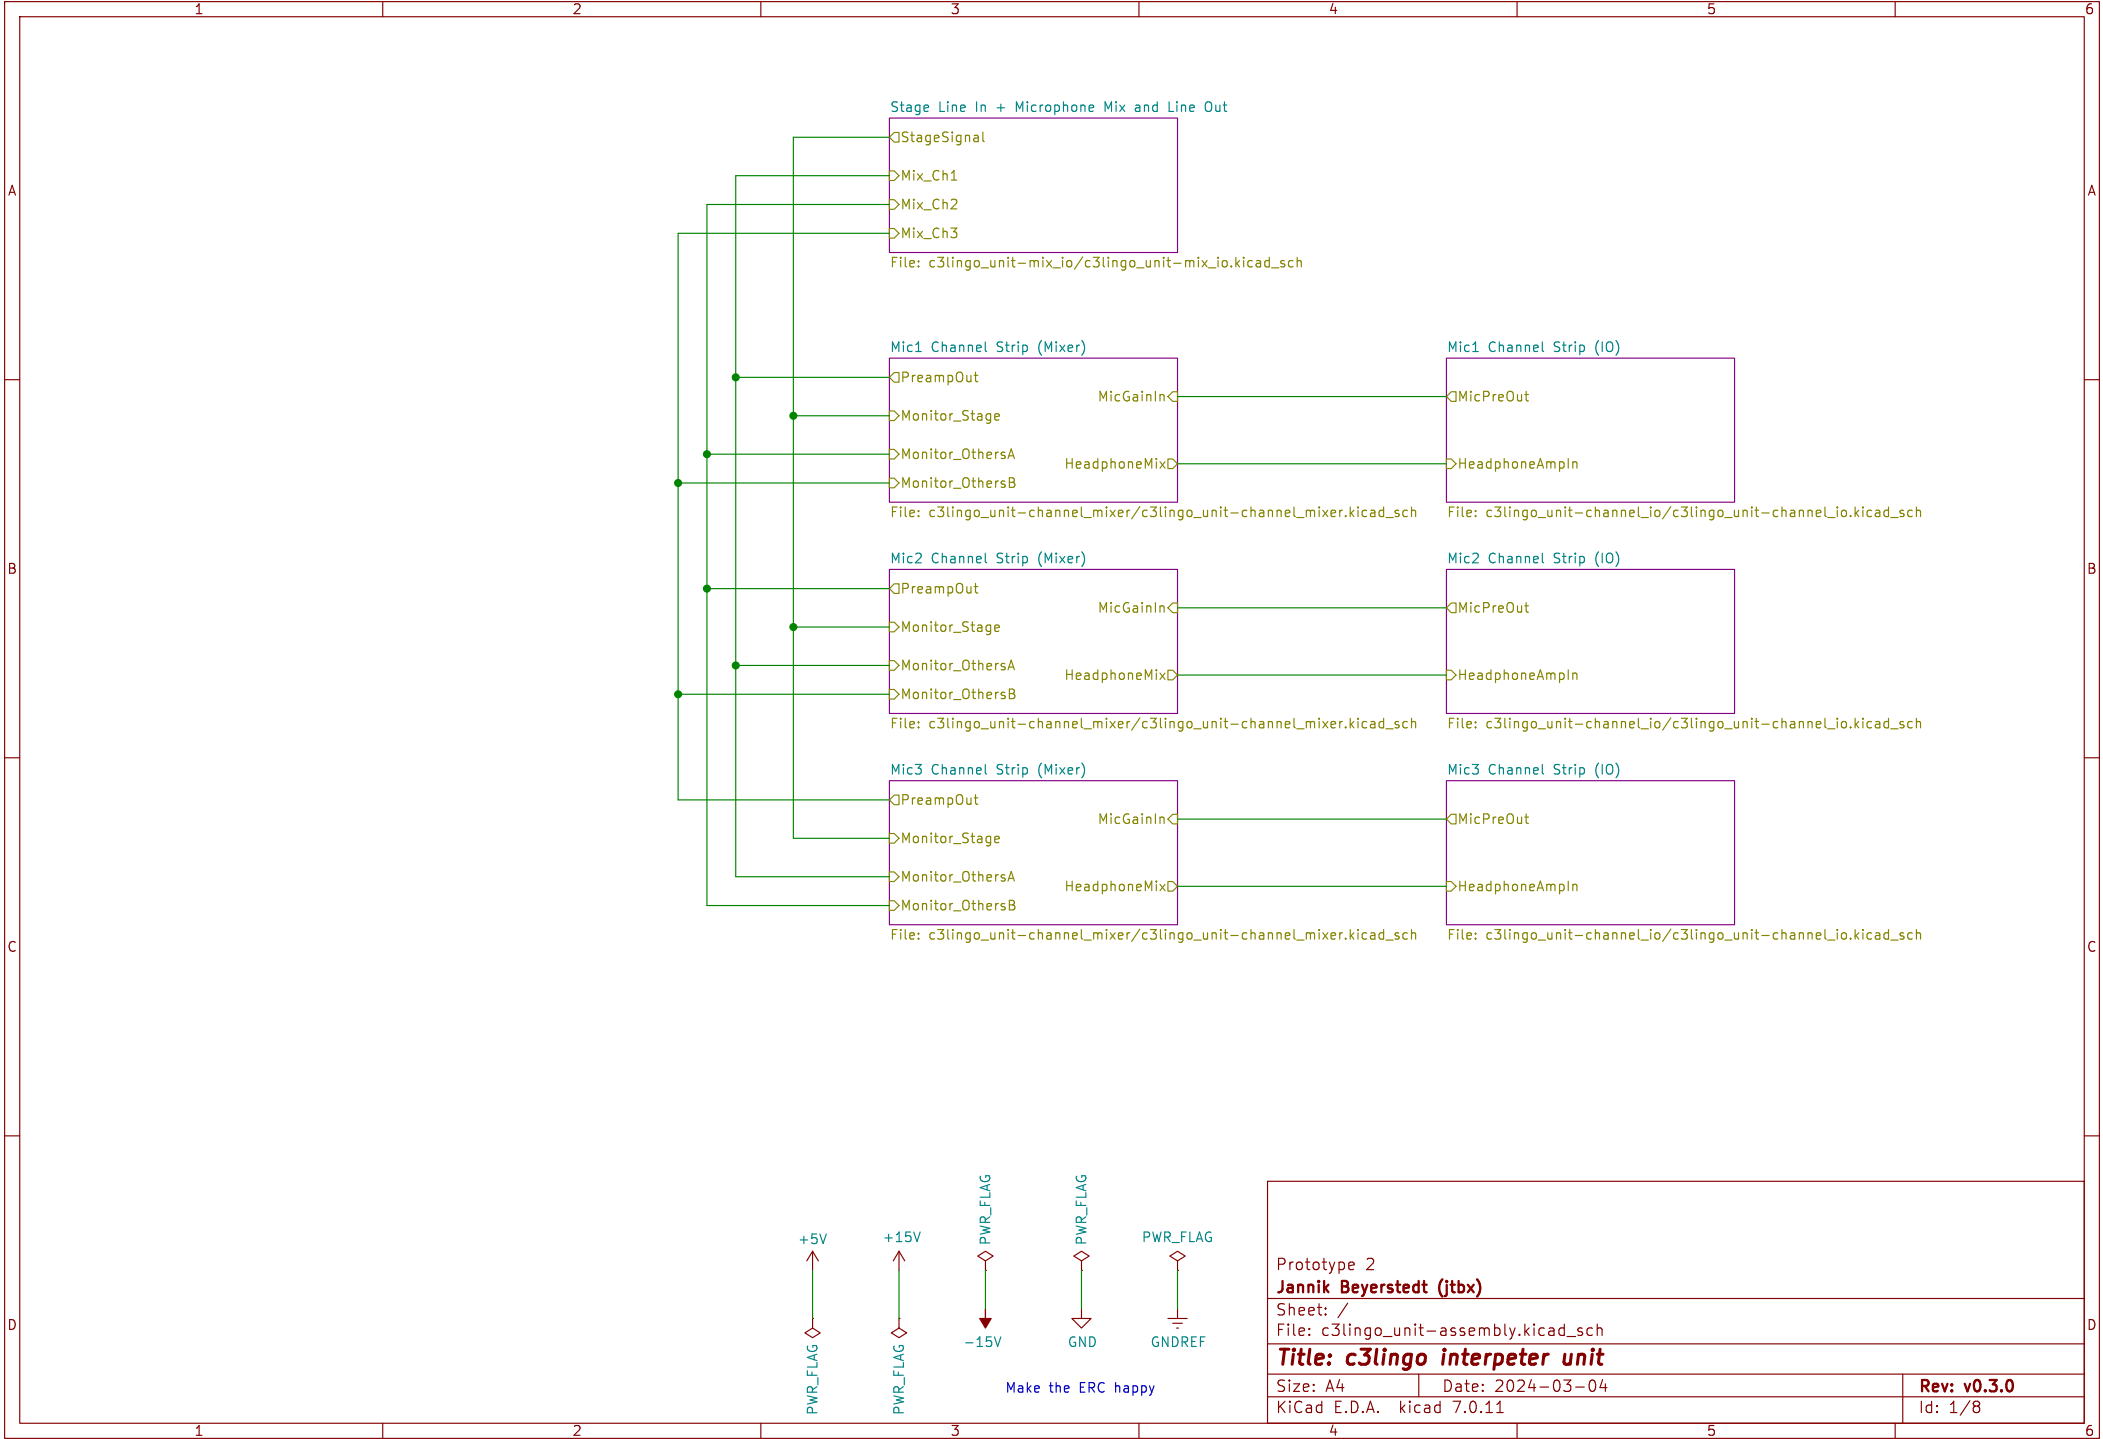 1 2 3 4 5 6
A A
B B
C C
D D
Stage Line In + Microphone Mix and Line Out
StageSignal
Mix_Ch1
Mix_Ch2
Mix_Ch3
File: c3lingo_unit-mix_io/c3lingo_unit-mix_io.kicad_sch
Mic1 Channel Strip (Mixer)
PreampOut
MicGainIn
Monitor_Stage
Monitor_OthersA
HeadphoneMix
Monitor_OthersB
File: c3lingo_unit-channel_mixer/c3lingo_unit-channel_mixer.kicad_sch
Mic1 Channel Strip (IO)
MicPreOut
HeadphoneAmpIn
File: c3lingo_unit-channel_io/c3lingo_unit-channel_io.kicad_sch
Mic2 Channel Strip (Mixer)
PreampOut
MicGainIn
Monitor_Stage
Monitor_OthersA
HeadphoneMix
Monitor_OthersB
File: c3lingo_unit-channel_mixer/c3lingo_unit-channel_mixer.kicad_sch
Mic2 Channel Strip (IO)
MicPreOut
HeadphoneAmpIn
File: c3lingo_unit-channel_io/c3lingo_unit-channel_io.kicad_sch
Mic3 Channel Strip (Mixer)
PreampOut
MicGainIn
Monitor_Stage
Monitor_OthersA
HeadphoneMix
Monitor_OthersB
File: c3lingo_unit-channel_mixer/c3lingo_unit-channel_mixer.kicad_sch
Mic3 Channel Strip (IO)
MicPreOut
HeadphoneAmpIn
File: c3lingo_unit-channel_io/c3lingo_unit-channel_io.kicad_sch
+5V
PWR_FLAG
+15V
PWR_FLAG
PWR_FLAG
-15V
PWR_FLAG
GND
PWR_FLAG
GNDREF
Make the ERC happy
Prototype 2
Jannik Beyerstedt (jtbx)
Sheet: /
File: c3lingo_unit-assembly.kicad_sch
Title: c3lingo interpeter unit
Size: A4 Date: 2024-03-04 Rev: v0.3.0
KiCad E.D.A. kicad 7.0.11 Id: 1/8
1 2 3 4 5 6